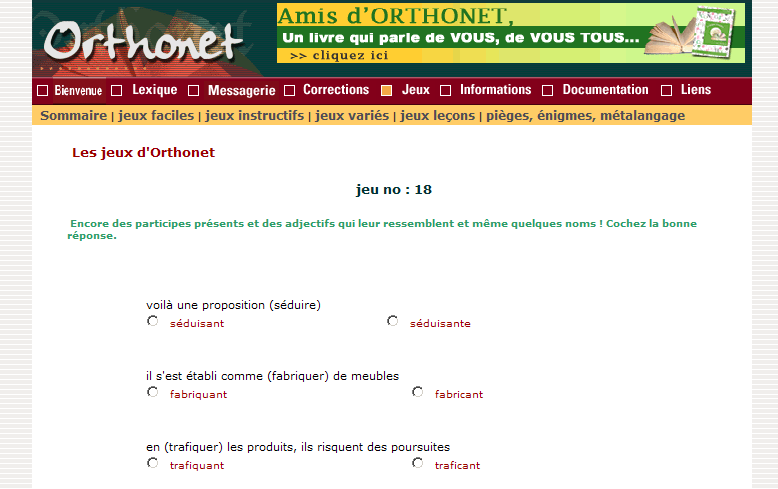 Orthonet
Amis d'ORTHONET,
Un livre qui parle de VOUS, de VOUS TOUS...
>> cliquez ici
Bienvenue Lexique Messagerie Corrections Jeux Informations Documentation Liens
Sommaire | jeux faciles | jeux instructifs | jeux variés | jeux leçons | pièges, énigmes, métalangage
Les jeux d'Orthonet
jeu no : 18
Encore des participes présents et des adjectifs qui leur ressemblent et même quelques noms ! Cochez la bonne
réponse.
voilà une proposition (séduire)
séduisant séduisante
il s'est établi comme (fabriquer) de meubles
fabriquant fabricant
en (trafiquer) les produits, ils risquent des poursuites
trafiquant traficant